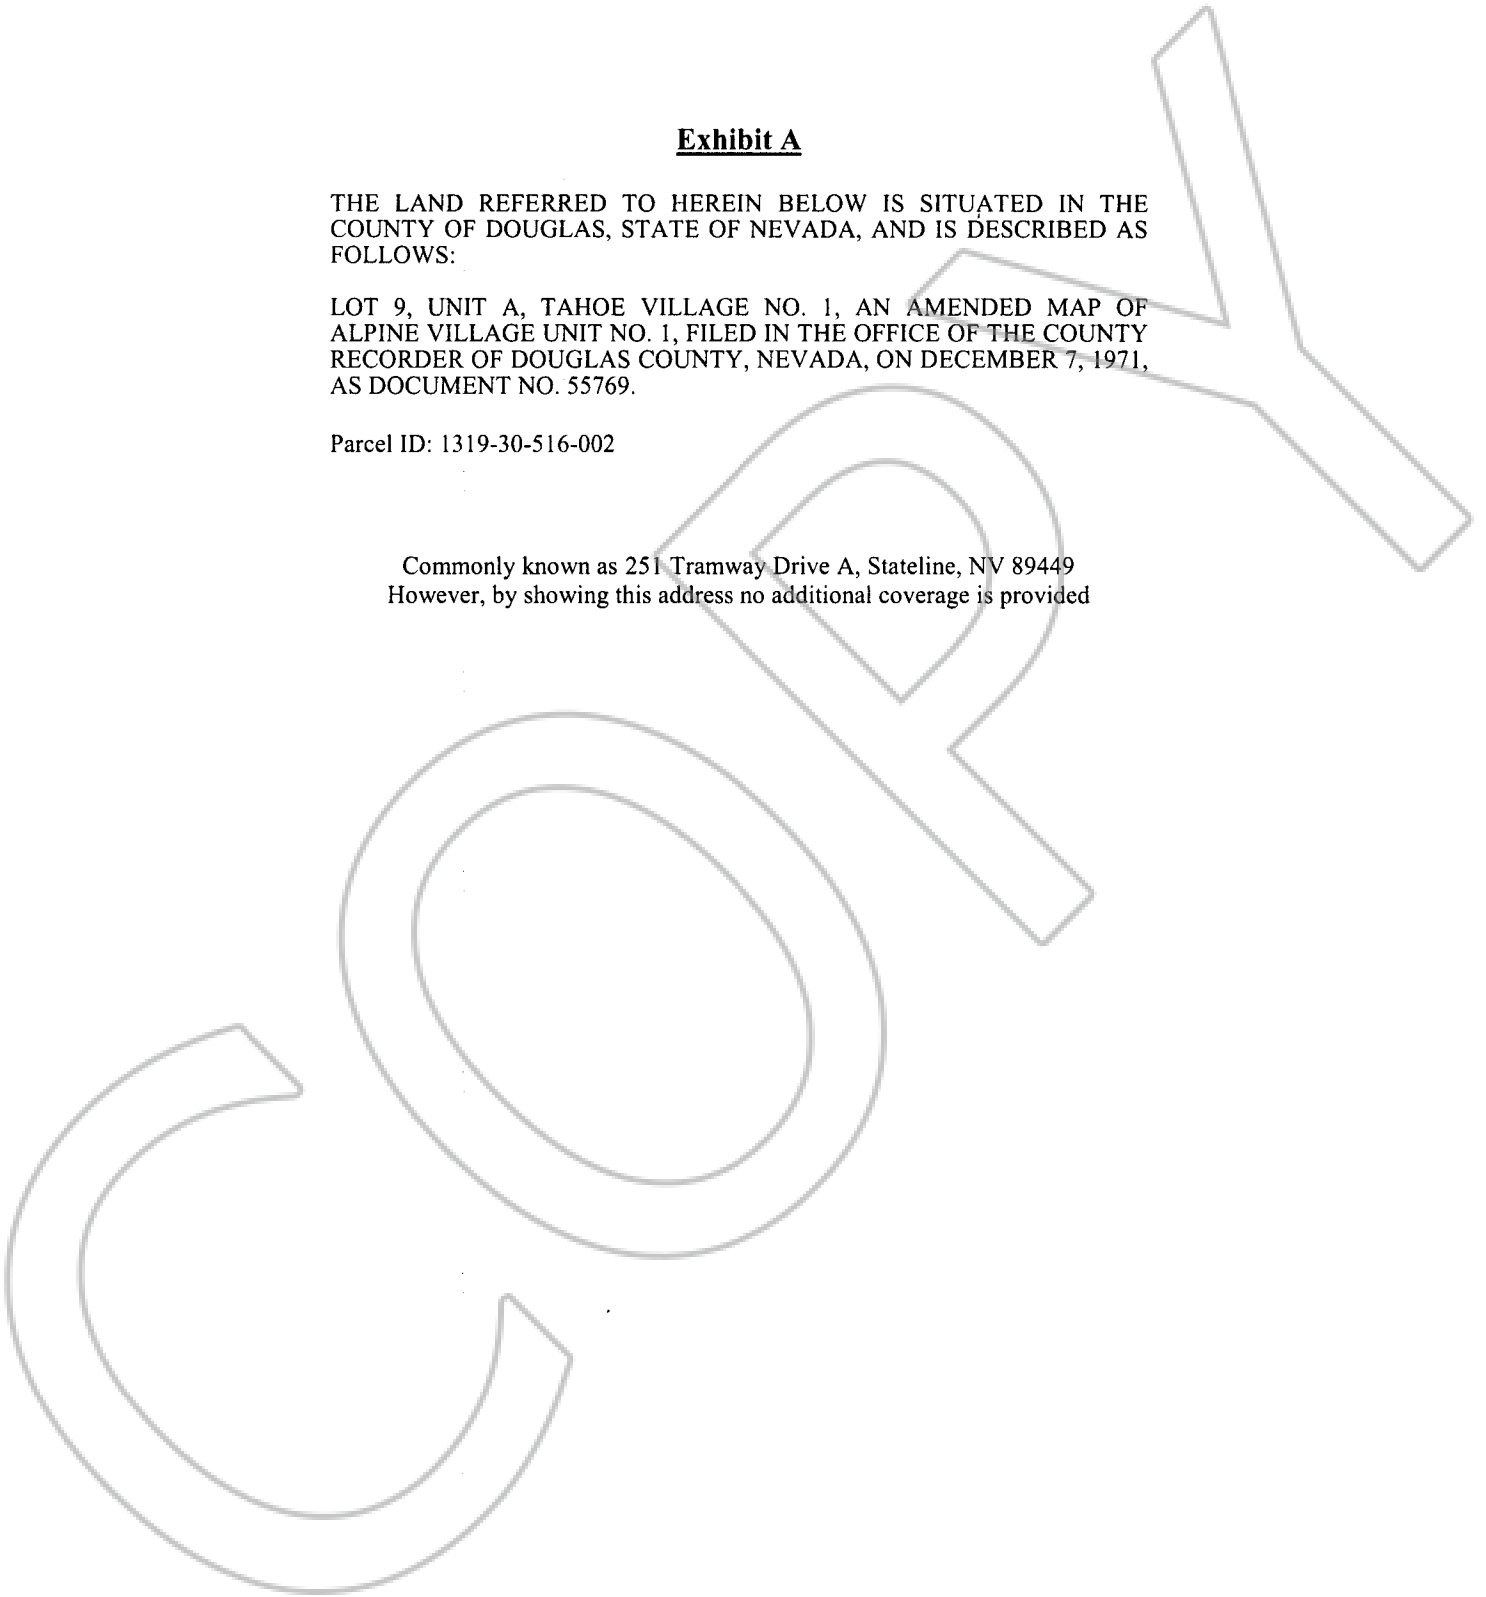 Exhibit A
THE LAND REFERRED TO HEREIN BELOW IS SITUATED IN THE
COUNTY OF DOUGLAS, STATE OF NEVADA, AND IS DESCRIBED AS
FOLLOWS:
LOT 9, UNIT A, TAHOE VILLAGE NO. 1, AN AMENDED MAP OF
ALPINE VILLAGE UNIT NO. 1, FILED IN THE OFFICE OF THE COUNTY
RECORDER OF DOUGLAS COUNTY, NEVADA, ON DECEMBER 7, 1971,
AS DOCUMENT NO. 55769.
Parcel ID: 1319-30-516-002
Commonly known as 251 Tramway Drive A, Stateline, NV 89449
However, by showing this address no additional coverage is provided
COPY